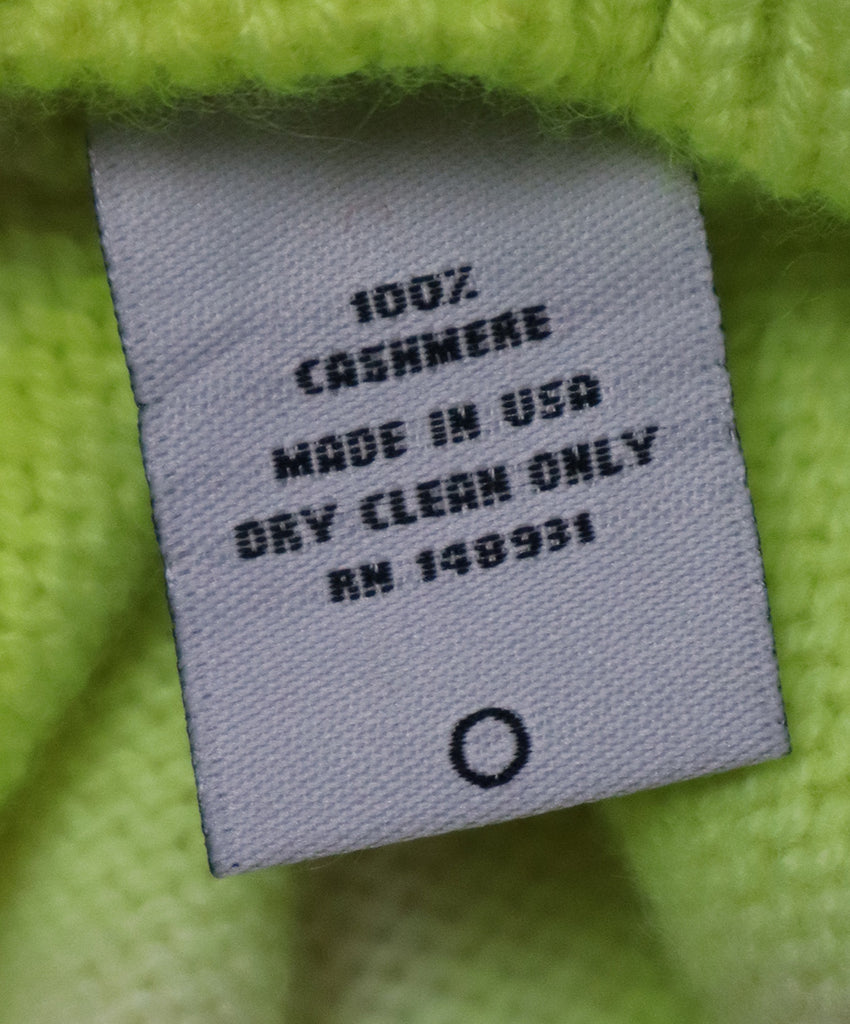 100%
CASHMERE
MADE IN USA
DRY CLEAN ONLY
RN 148931